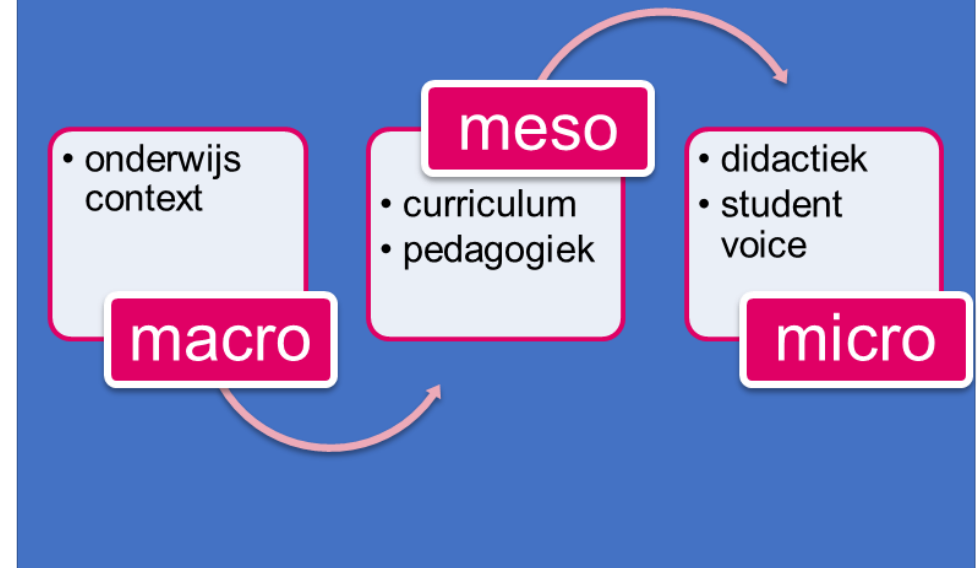 • onderwijs
context
macro
meso
• curriculum
• pedagogiek
• didactiek
• student
voice
micro